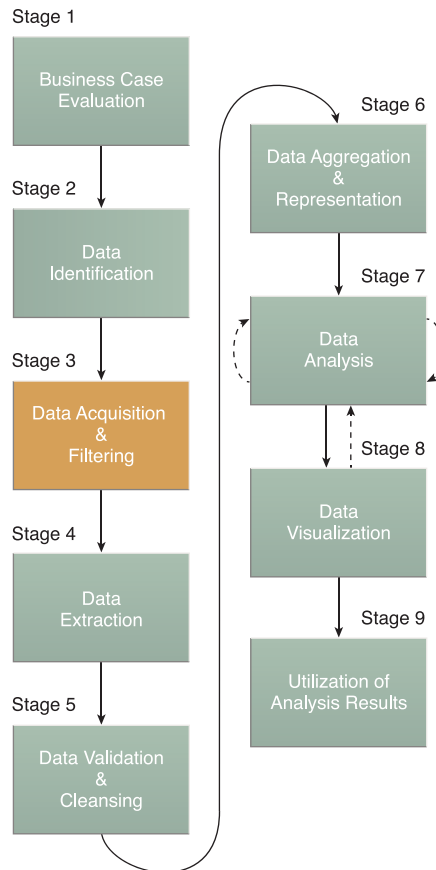 Stage 1
Business Case
Evaluation
Stage 2
Data
Identification
Stage 3
Data Acquisition
&
Filtering
Stage 4
Data
Extraction
Stage 5
Data Validation
&
Cleansing
Stage 6
Data Aggregation
&
Representation
Stage 7
Data
Analysis
Stage 8
Data
Visualization
Stage 9
Utilization of
Analysis Results